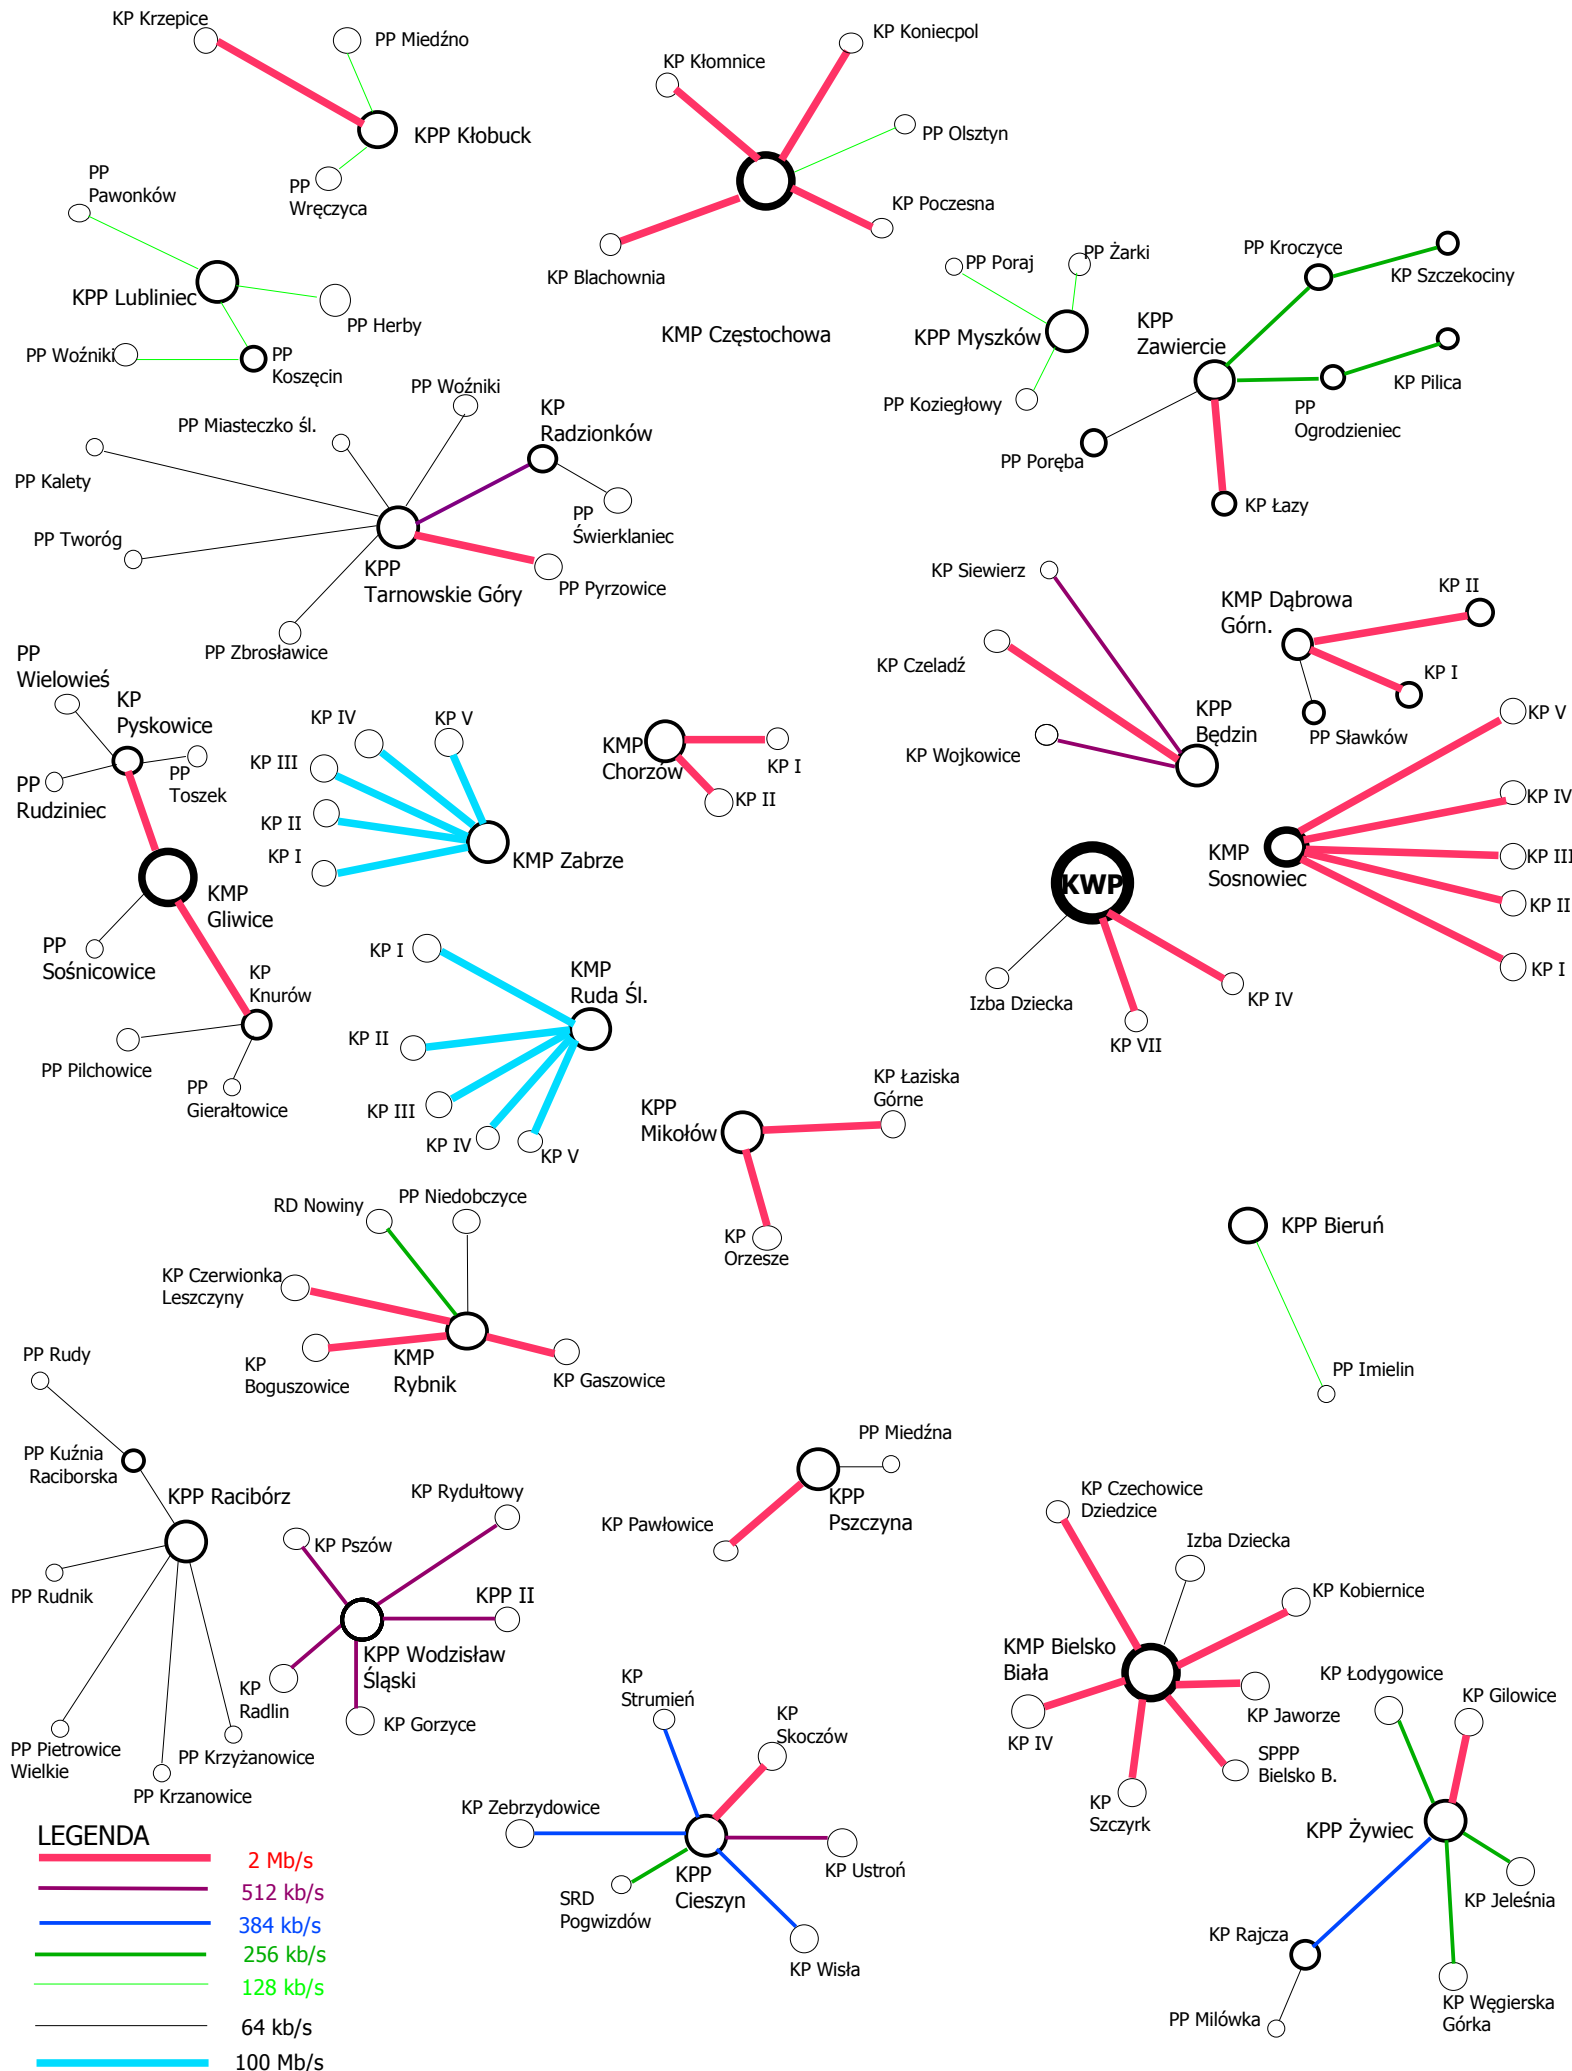 KP Krzepice
PP Miedźno
KPP Kłobuck
PP
Wręczyca
KP Kłomnice
KP Koniecpol
PP Olsztyn
KP Poczesna
KP Blachownia
KMP Częstochowa
PP
Pawonków
KPP Lubliniec
PP Herby
PP Woźniki
PP
Koszęcin
PP Poraj
PP Żarki
KPP Myszków
PP Koziegłowy
PP Kroczyce
KP Szczekociny
KPP
Zawiercie
KP Pilica
PP
Ogrodzieniec
PP Poręba
KP Łazy
PP Woźniki
PP Miasteczko śl.
KP
Radzionków
PP Kalety
PP
Świerklaniec
PP Tworóg
KPP
Tarnowskie Góry
PP Pyrzowice
PP Zbrosławice
KP Siewierz
KP Czeladź
KP Wojkowice
KPP
Będzin
KMP Dąbrowa
Górn.
KP II
KP I
PP Sławków
PP
Wielowieś
KP
Pyskowice
PP
Rudziniec
PP
Toszek
KMP
Gliwice
PP
Sośnicowice
KP
Knurów
PP Pilchowice
PP
Gierałtowice
KP IV
KP V
KP III
KP II
KP I
KMP Zabrze
KMP
Chorzów
KP I
KP II
KP V
KP IV
KP III
KP II
KP I
KMP
Sosnowiec
KWP
Izba Dziecka
KP VII
KP IV
KP I
KMP
Ruda Śl.
KP II
KP III
KP IV
KP V
KPP
Mikołów
KP Łaziska
Górne
KP
Orzesze
RD Nowiny
PP Niedobczyce
KP Czerwionka
Leszczyny
KP
Boguszowice
KMP
Rybnik
KP Gaszowice
KPP Bieruń
PP Imielin
PP Rudy
PP Kuźnia
Raciborska
KPP Racibórz
PP Rudnik
PP Pietrowice
Wielkie
PP Krzyżanowice
PP Krzanowice
KP Rydułtowy
KP Pszów
KPP II
KPP Wodzisław
Śląski
KP
Radlin
KP Gorzyce
PP Miedźna
KPP
Pszczyna
KP Pawłowice
KP Czechowice
Dziedzice
Izba Dziecka
KP Kobiernice
KMP Bielsko
Biała
KP Jaworze
KP IV
SPPP
Bielsko B.
KP
Szczyrk
KP
Strumień
KP
Skoczów
KP Zebrzydowice
KP Ustroń
KPP
Cieszyn
SRD
Pogwizdów
KP Wisła
KP Łodygowice
KP Gilowice
KPP Żywiec
KP Jeleśnia
KP Rajcza
PP Milówka
KP Węgierska
Górka
LEGENDA
2 Mb/s
512 kb/s
384 kb/s
256 kb/s
128 kb/s
64 kb/s
100 Mb/s